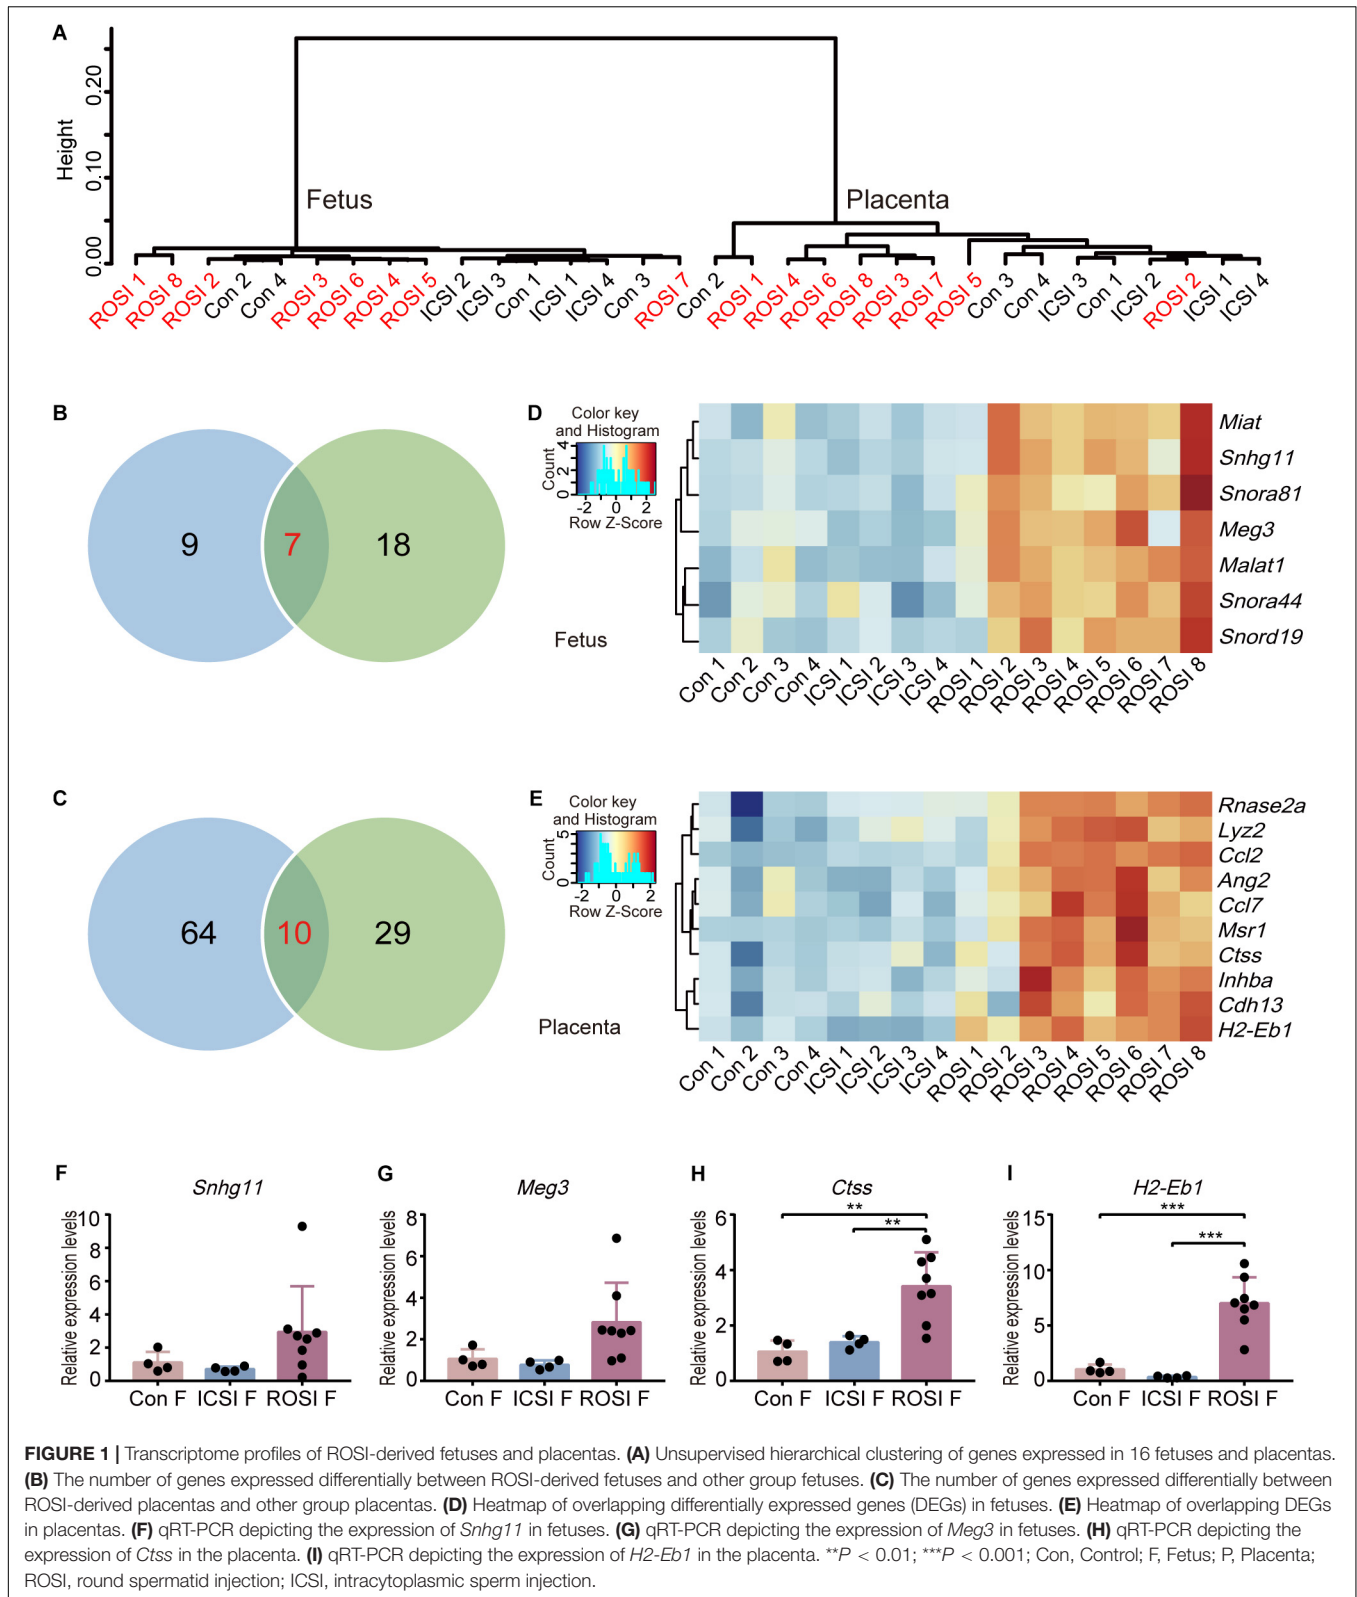 A
Height
0.00 0.10 0.20
Fetus
Placenta
ROSI 1 ROSI 8 ROSI 2 Con 2 Con 4 ROSI 3 ROSI 6 ROSI 4 ROSI 5 ICSI 2 ICSI 3 Con 1 ICSI 1 ICSI 4 Con 3 ROSI 7 Con 2 ROSI 1 ROSI 4 ROSI 6 ROSI 8 ROSI 3 ROSI 7 ROSI 5 Con 3 Con 4 ICSI 3 Con 1 ICSI 2 ROSI 2 ICSI 1 ICSI 4
B
9 7 18
Fetus
D
Color key
and Histogram
Count
0 2 4
-2 0 2
Row Z-Score
Miat
Snhg11
Snora81
Meg3
Malat1
Snora44
Snord19
Con 1 Con 2 Con 3 Con 4 ICSI 1 ICSI 2 ICSI 3 ICSI 4 ROSI 1 ROSI 2 ROSI 3 ROSI 4 ROSI 5 ROSI 6 ROSI 7 ROSI 8
C
64 10 29
Placenta
E
Color key
and Histogram
Count
0 5
-2 0 2
Row Z-Score
Rnase2a
Lyz2
Ccl2
Ang2
Ccl7
Msr1
Ctss
Inhba
Cdh13
H2-Eb1
Con 1 Con 2 Con 3 Con 4 ICSI 1 ICSI 2 ICSI 3 ICSI 4 ROSI 1 ROSI 2 ROSI 3 ROSI 4 ROSI 5 ROSI 6 ROSI 7 ROSI 8
F
Snhg11
Relative expression levels
10
8
6
4
2
0
Con F ICSI F ROSI F
G
Meg3
Relative expression levels
8
6
4
2
0
Con F ICSI F ROSI F
H
Ctss
Relative expression levels
6
4
2
0
**
**
Con F ICSI F ROSI F
I
H2-Eb1
Relative expression levels
15
10
5
0
***
***
Con F ICSI F ROSI F
FIGURE 1 | Transcriptome profiles of ROSI-derived fetuses and placentas. (A) Unsupervised hierarchical clustering of genes expressed in 16 fetuses and placentas.
(B) The number of genes expressed differentially between ROSI-derived fetuses and other group fetuses. (C) The number of genes expressed differentially between
ROSI-derived placentas and other group placentas. (D) Heatmap of overlapping differentially expressed genes (DEGs) in fetuses. (E) Heatmap of overlapping DEGs
in placentas. (F) qRT-PCR depicting the expression of Snhg11 in fetuses. (G) qRT-PCR depicting the expression of Meg3 in fetuses. (H) qRT-PCR depicting the
expression of Ctss in the placenta. (I) qRT-PCR depicting the expression of H2-Eb1 in the placenta. **P < 0.01; ***P < 0.001; Con, Control; F, Fetus; P, Placenta;
ROSI, round spermatid injection; ICSI, intracytoplasmic sperm injection.